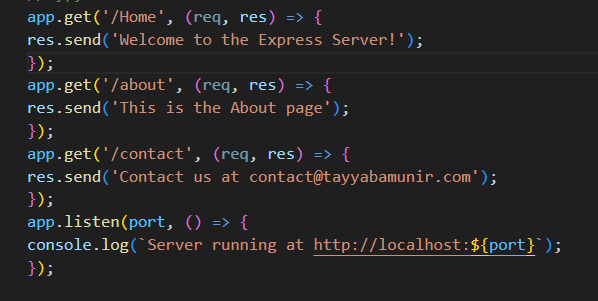 app.get('/Home', (req, res) => {
res.send('Welcome to the Express Server!');
});
app.get('/about', (req, res) => {
res.send('This is the About page');
});
app.get('/contact', (req, res) => {
res.send('Contact us at contact@tayyabamunir.com');
});
app.listen(port, () => {
console.log(`Server running at http://localhost:${port}`);
});